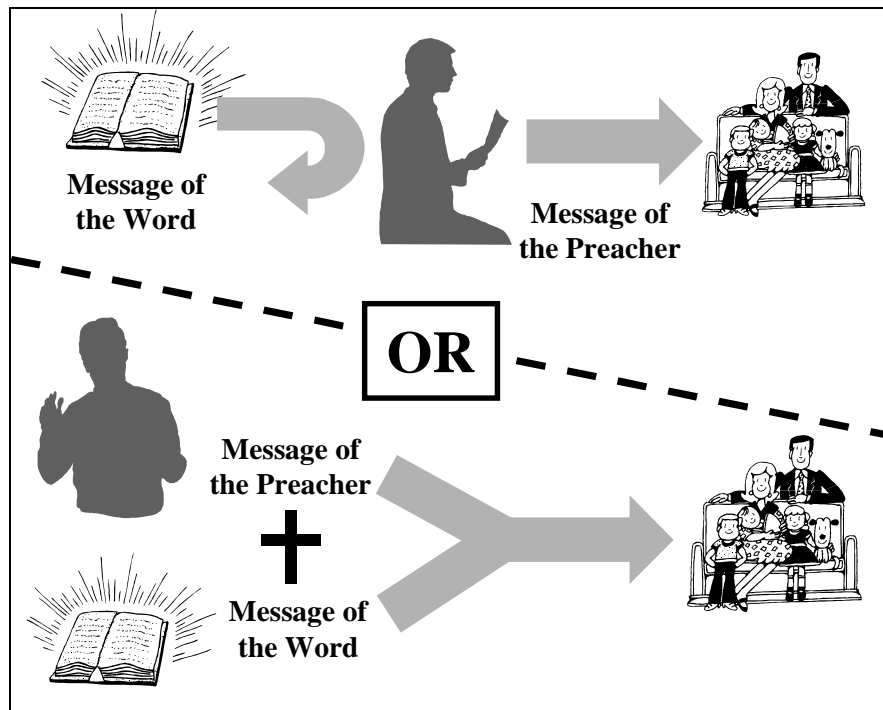 Message of
the Word
Message of
the Preacher
OR
Message of
the Preacher
Message of
the Word